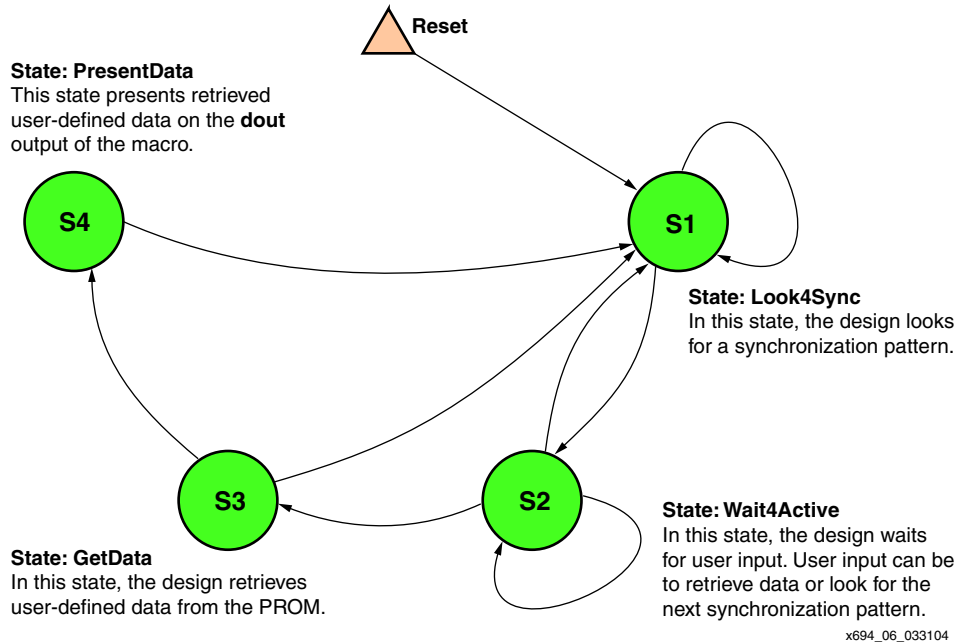 Reset
State: PresentData
This state presents retrieved
user-defined data on the dout
output of the macro.
S4
S1
State: Look4Sync
In this state, the design looks
for a synchronization pattern.
S3
S2
State: GetData
In this state, the design retrieves
user-defined data from the PROM.
State: Wait4Active
In this state, the design waits
for user input. User input can be
to retrieve data or look for the
next synchronization pattern.
x694_06_033104